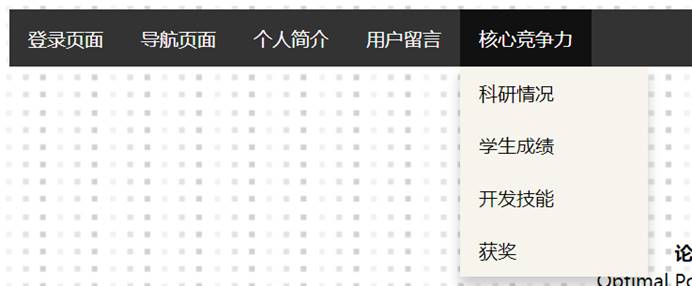 登录页面 导航页面 个人简介 用户留言 核心竞争力
科研情况
学生成绩
开发技能
获奖
论
Optimal Po